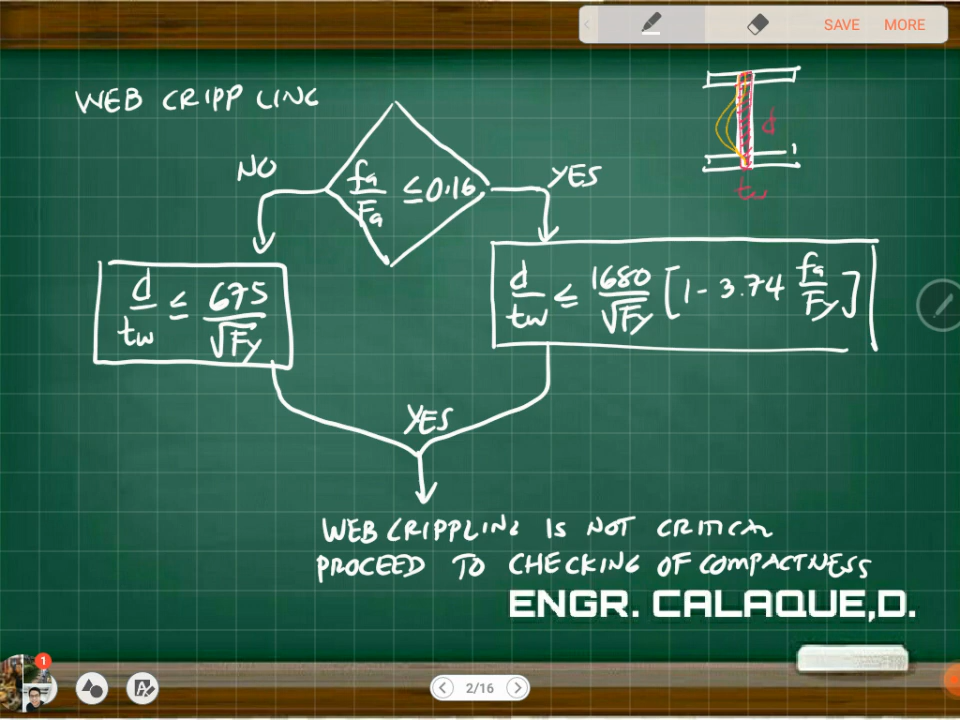 SAVE MORE
WEB CRIPPLING
d
tw
NO
fa/Fa ≤ 0.16
YES
d/tw ≤ 675/√Fy
d/tw ≤ 1680/√Fy [1 - 3.74 fa/Fy]
YES
WEB CRIPPLING IS NOT CRITICAL
PROCEED TO CHECKING OF COMPACTNESS
ENGR. CALAQUE,D.
1
2/16